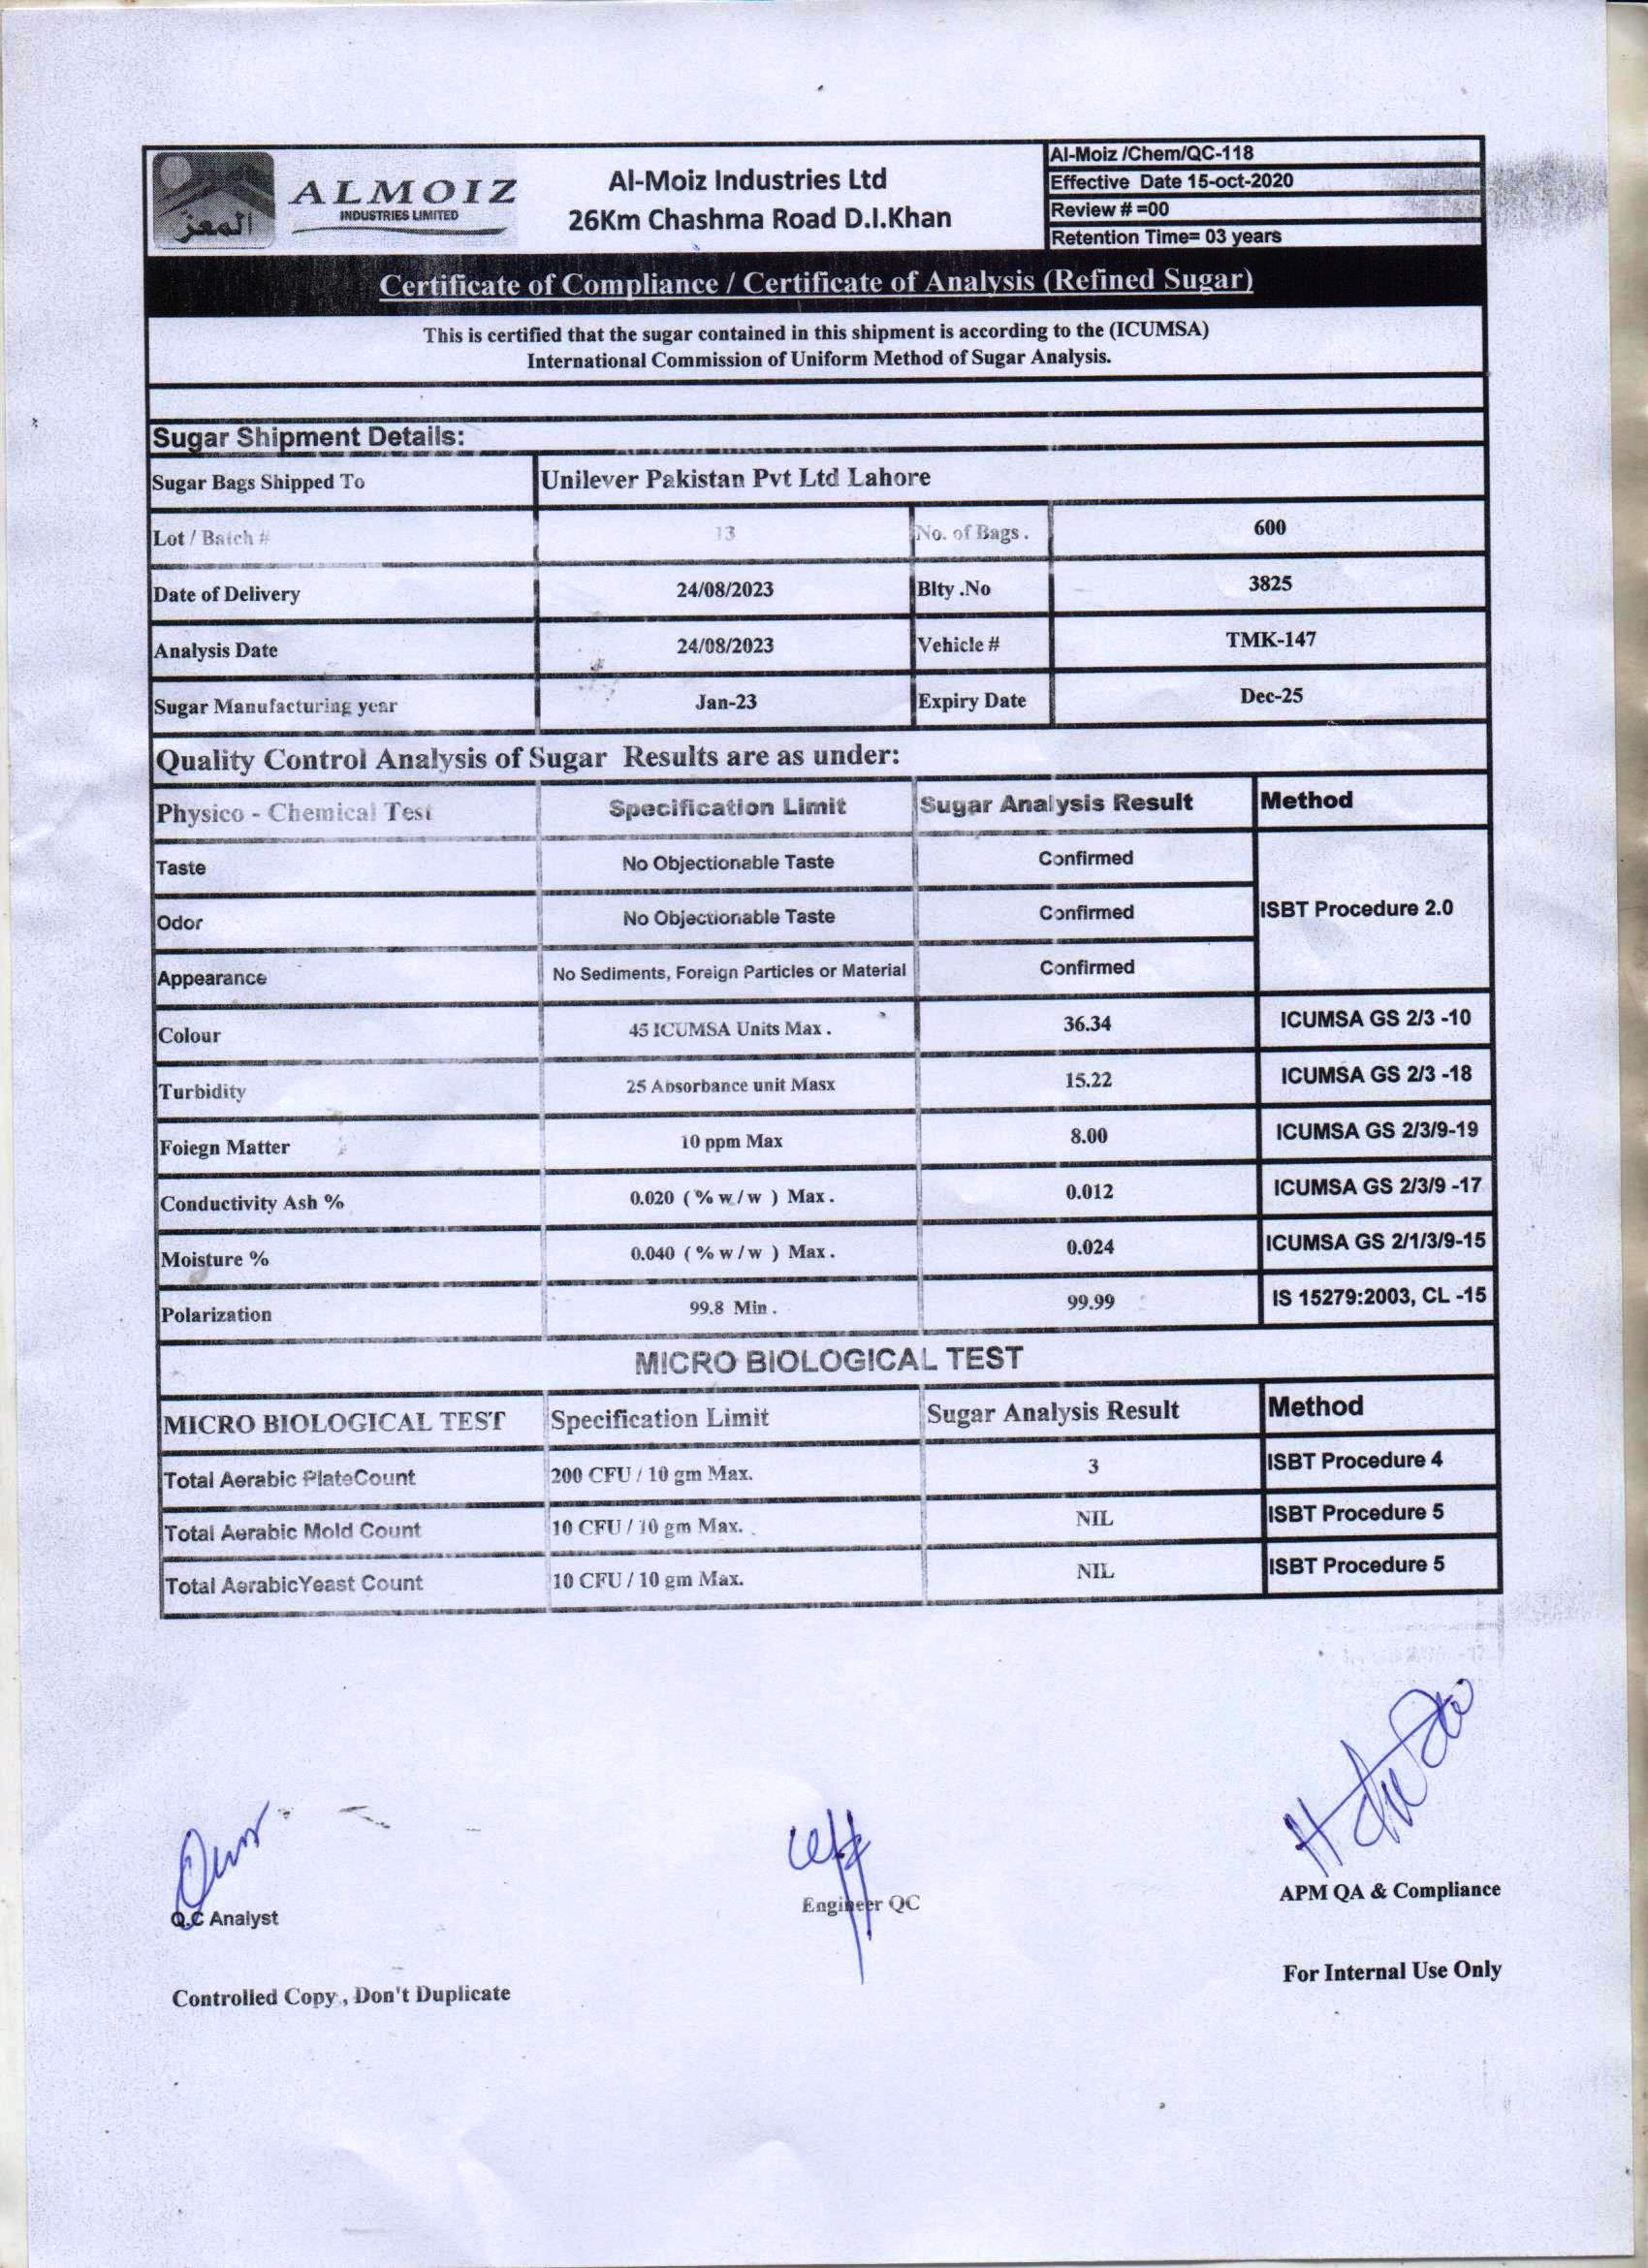 المعز
ALMOIZ
INDUSTRIES LIMITED
Al-Moiz Industries Ltd
26Km Chashma Road D.I.Khan
Al-Moiz /Chem/QC-118
Effective Date 15-oct-2020
Review # =00
Retention Time= 03 years
Certificate of Compliance / Certificate of Analysis (Refined Sugar)
This is certified that the sugar contained in this shipment is according to the (ICUMSA)
International Commission of Uniform Method of Sugar Analysis.
Sugar Shipment Details:
Sugar Bags Shipped To Unilever Pakistan Pvt Ltd Lahore
Lot / Batch # 13 No. of Bags . 600
Date of Delivery 24/08/2023 Blty .No 3825
Analysis Date 24/08/2023 Vehicle # TMK-147
Sugar Manufacturing year Jan-23 Expiry Date Dec-25
Quality Control Analysis of Sugar Results are as under:
Physico - Chemical Test Specification Limit Sugar Analysis Result Method
Taste No Objectionable Taste Confirmed
Odor No Objectionable Taste Confirmed ISBT Procedure 2.0
Appearance No Sediments, Foreign Particles or Material Confirmed
Colour 45 ICUMSA Units Max . 36.34 ICUMSA GS 2/3 -10
Turbidity 25 Absorbance unit Masx 15.22 ICUMSA GS 2/3 -18
Foiegn Matter 10 ppm Max 8.00 ICUMSA GS 2/3/9-19
Conductivity Ash % 0.020 ( % w / w ) Max . 0.012 ICUMSA GS 2/3/9 -17
Moisture % 0.040 ( % w / w ) Max . 0.024 ICUMSA GS 2/1/3/9-15
Polarization 99.8 Min . 99.99 IS 15279:2003, CL -15
MICRO BIOLOGICAL TEST
MICRO BIOLOGICAL TEST Specification Limit Sugar Analysis Result Method
Total Aerabic PlateCount 200 CFU / 10 gm Max. 3 ISBT Procedure 4
Total Aerabic Mold Count 10 CFU / 10 gm Max. NIL ISBT Procedure 5
Total AerabicYeast Count 10 CFU / 10 gm Max. NIL ISBT Procedure 5
Q.C Analyst
Engineer QC
APM QA & Compliance
For Internal Use Only
Controlled Copy , Don't Duplicate